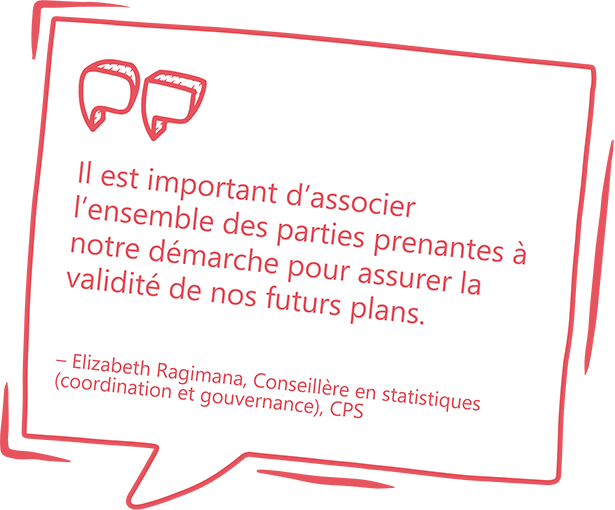 Il est important d’associer
l’ensemble des parties prenantes à
notre démarche pour assurer la
validité de nos futurs plans.
– Elizabeth Ragimana, Conseillère en statistiques
(coordination et gouvernance), CPS